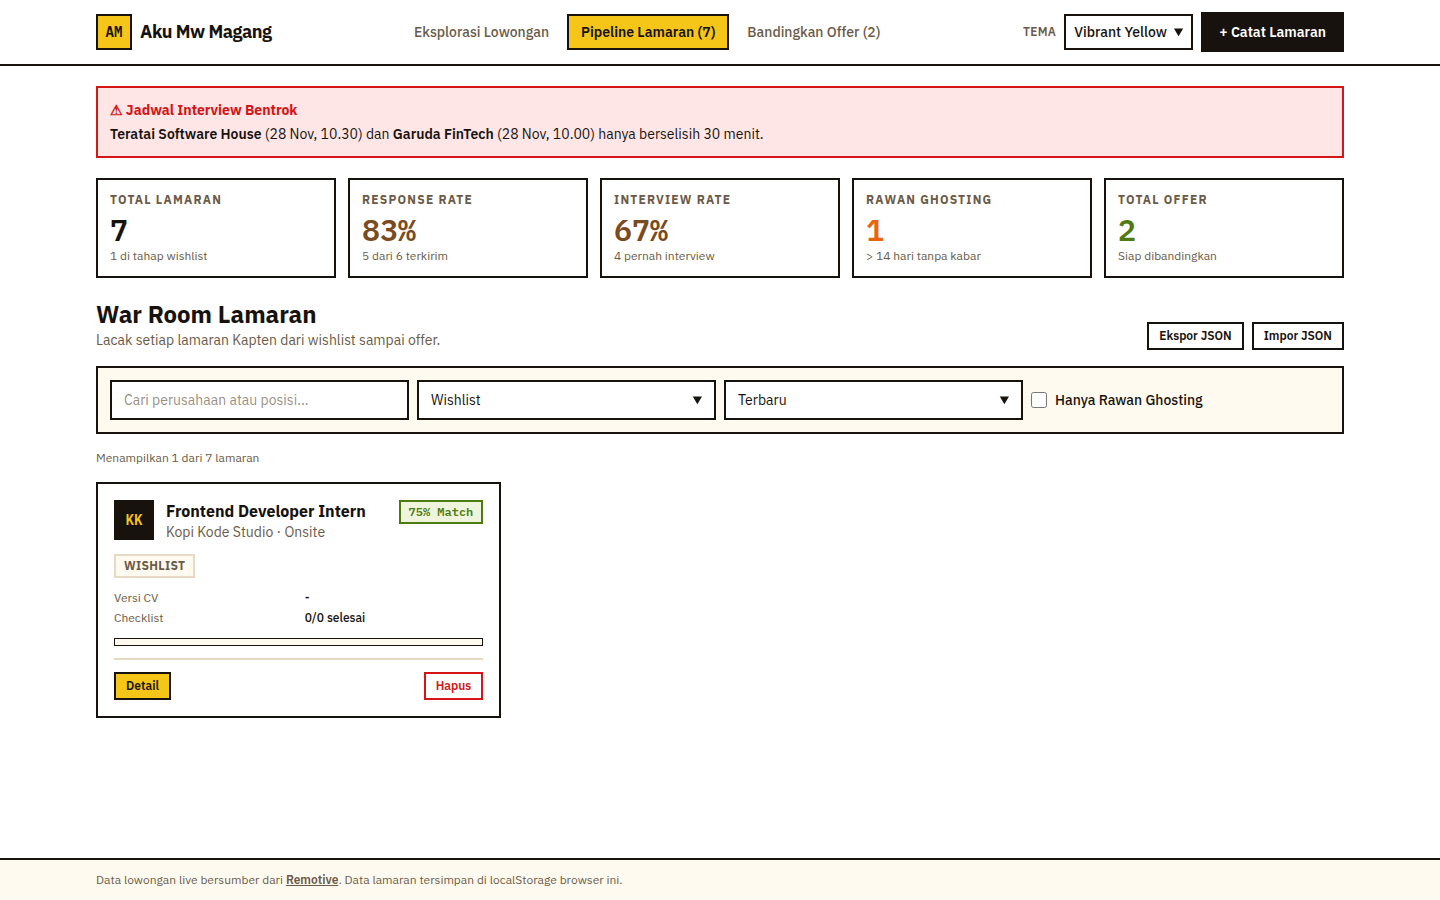 AM Aku Mw Magang Eksplorasi Lowongan Pipeline Lamaran (7) Bandingkan Offer (2) TEMA Vibrant Yellow ▼ + Catat Lamaran
⚠ Jadwal Interview Bentrok
Teratai Software House (28 Nov, 10.30) dan Garuda FinTech (28 Nov, 10.00) hanya berselisih 30 menit.
TOTAL LAMARAN
7
1 di tahap wishlist
RESPONSE RATE
83%
5 dari 6 terkirim
INTERVIEW RATE
67%
4 pernah interview
RAWAN GHOSTING
1
> 14 hari tanpa kabar
TOTAL OFFER
2
Siap dibandingkan
War Room Lamaran
Lacak setiap lamaran Kapten dari wishlist sampai offer.
Ekspor JSON Impor JSON
Cari perusahaan atau posisi... Wishlist ▼ Terbaru ▼ Hanya Rawan Ghosting
Menampilkan 1 dari 7 lamaran
KK Frontend Developer Intern 75% Match
Kopi Kode Studio · Onsite
WISHLIST
Versi CV -
Checklist 0/0 selesai
Detail Hapus
Data lowongan live bersumber dari Remotive. Data lamaran tersimpan di localStorage browser ini.